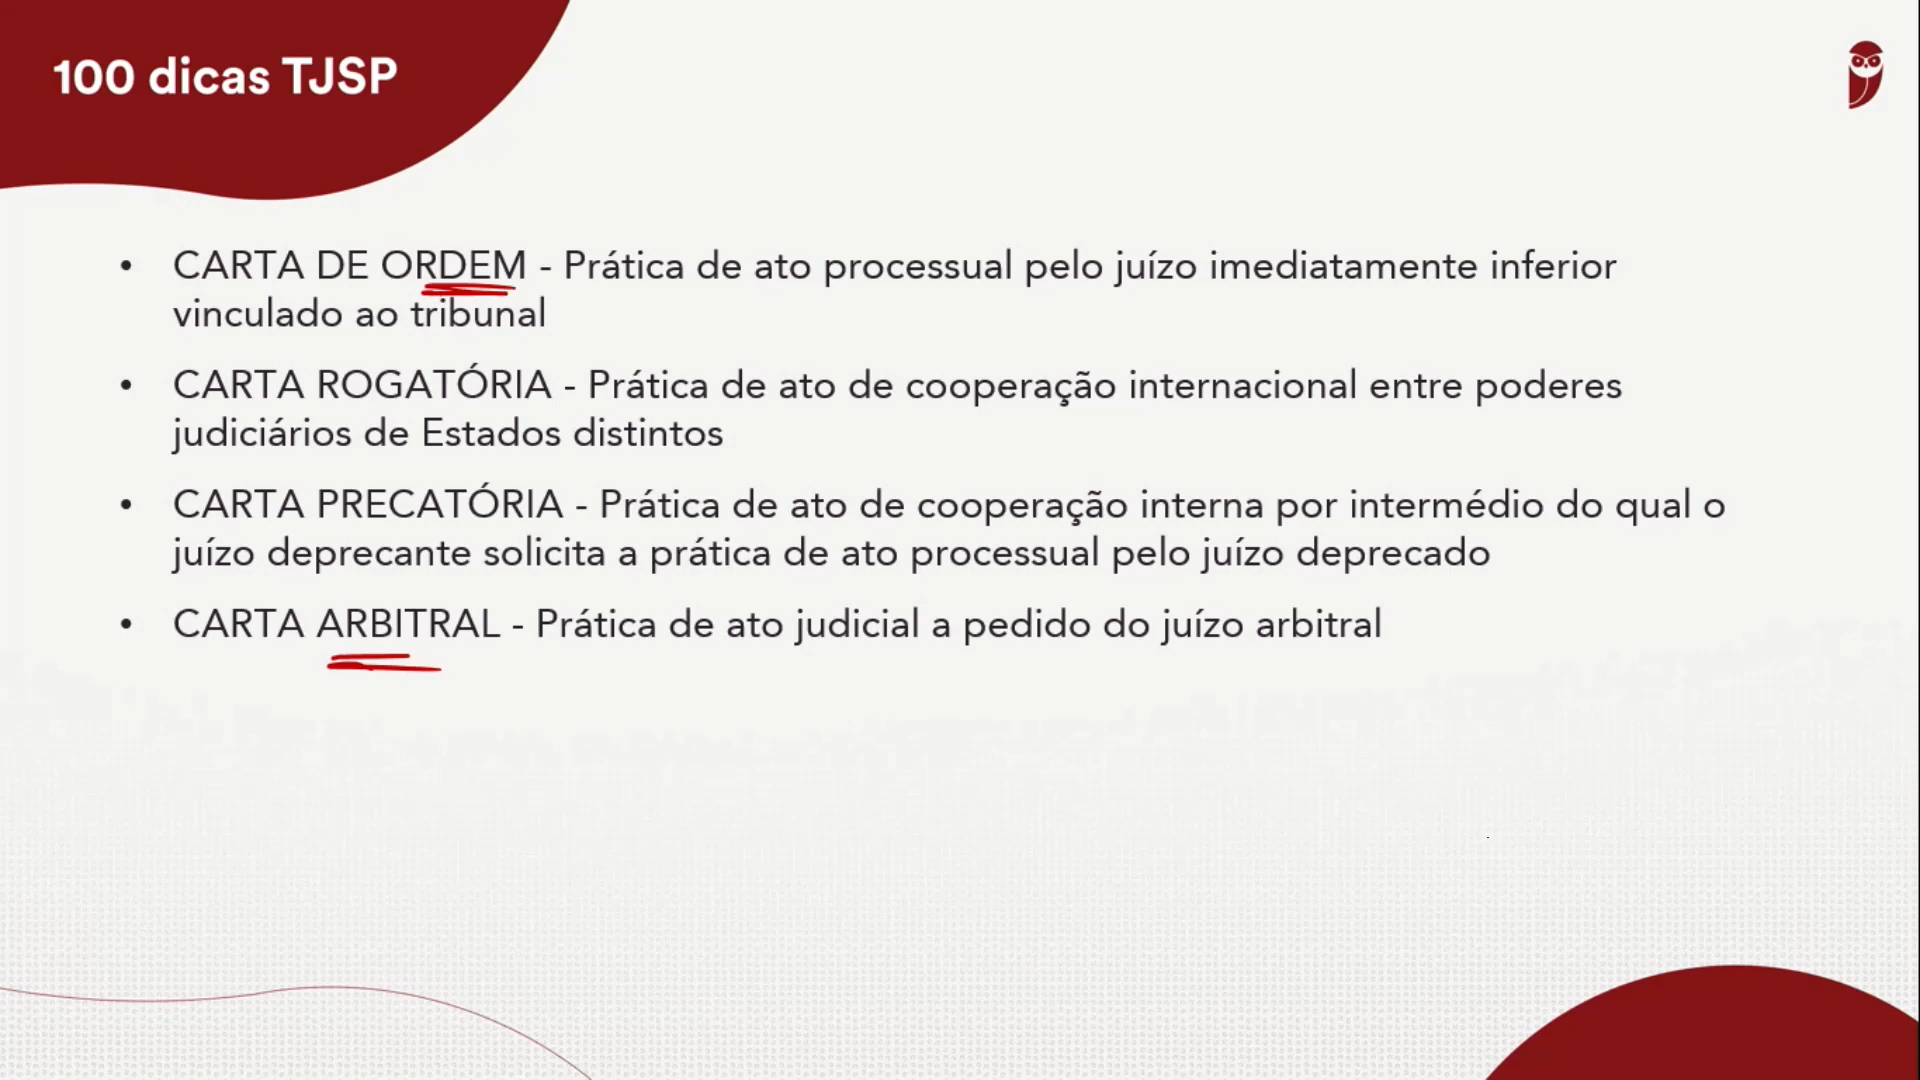 100 dicas TJSP
• CARTA DE ORDEM - Prática de ato processual pelo juízo imediatamente inferior
vinculado ao tribunal
• CARTA ROGATÓRIA - Prática de ato de cooperação internacional entre poderes
judiciários de Estados distintos
• CARTA PRECATÓRIA - Prática de ato de cooperação interna por intermédio do qual o
juízo deprecante solicita a prática de ato processual pelo juízo deprecado
• CARTA ARBITRAL - Prática de ato judicial a pedido do juízo arbitral